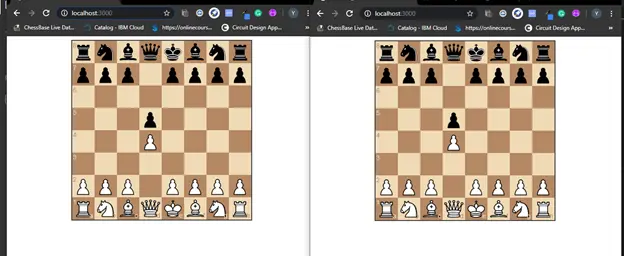 localhost:3000
ChessBase Live Dat...
Catalog - IBM Cloud
https://onlinecours...
Circuit Design App...
localhost:3000
ChessBase Live Dat...
Catalog - IBM Cloud
https://onlinecours...
Circuit Design App...